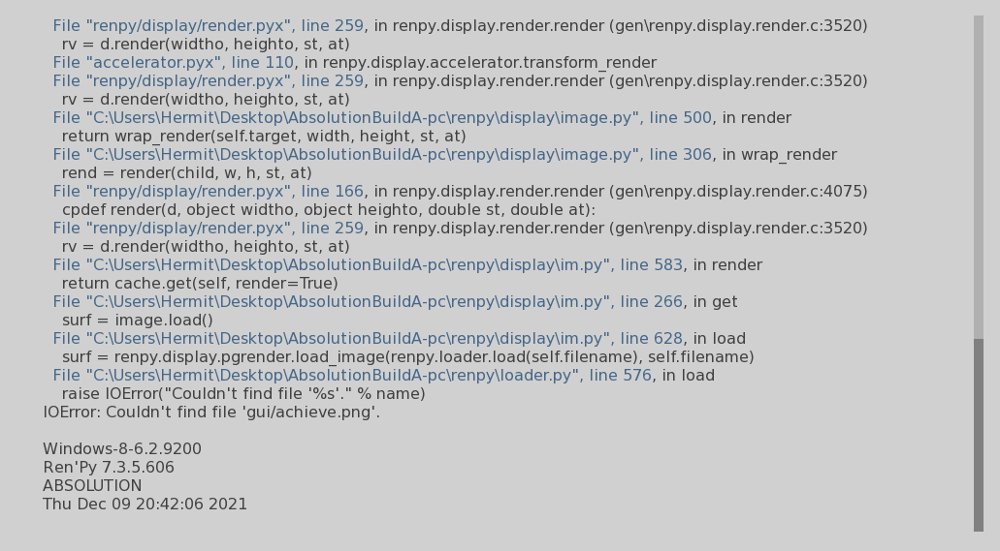 File "renpy/display/render.pyx", line 259, in renpy.display.render.render (gen\renpy.display.render.c:3520)
rv = d.render(widtho, heighto, st, at)
File "accelerator.pyx", line 110, in renpy.display.accelerator.transform_render
File "renpy/display/render.pyx", line 259, in renpy.display.render.render (gen\renpy.display.render.c:3520)
rv = d.render(widtho, heighto, st, at)
File "C:\Users\Hermit\Desktop\AbsolutionBuildA-pc\renpy\display\image.py", line 500, in render
return wrap_render(self.target, width, height, st, at)
File "C:\Users\Hermit\Desktop\AbsolutionBuildA-pc\renpy\display\image.py", line 306, in wrap_render
rend = render(child, w, h, st, at)
File "renpy/display/render.pyx", line 166, in renpy.display.render.render (gen\renpy.display.render.c:4075)
cpdef render(d, object widtho, object heighto, double st, double at):
File "renpy/display/render.pyx", line 259, in renpy.display.render.render (gen\renpy.display.render.c:3520)
rv = d.render(widtho, heighto, st, at)
File "C:\Users\Hermit\Desktop\AbsolutionBuildA-pc\renpy\display\im.py", line 583, in render
return cache.get(self, render=True)
File "C:\Users\Hermit\Desktop\AbsolutionBuildA-pc\renpy\display\im.py", line 266, in get
surf = image.load()
File "C:\Users\Hermit\Desktop\AbsolutionBuildA-pc\renpy\display\im.py", line 628, in load
surf = renpy.display.pgrender.load_image(renpy.loader.load(self.filename), self.filename)
File "C:\Users\Hermit\Desktop\AbsolutionBuildA-pc\renpy\loader.py", line 576, in load
raise IOError("Couldn't find file '%s'." % name)
IOError: Couldn't find file 'gui/achieve.png'.
Windows-8-6.2.9200
Ren'Py 7.3.5.606
ABSOLUTION
Thu Dec 09 20:42:06 2021